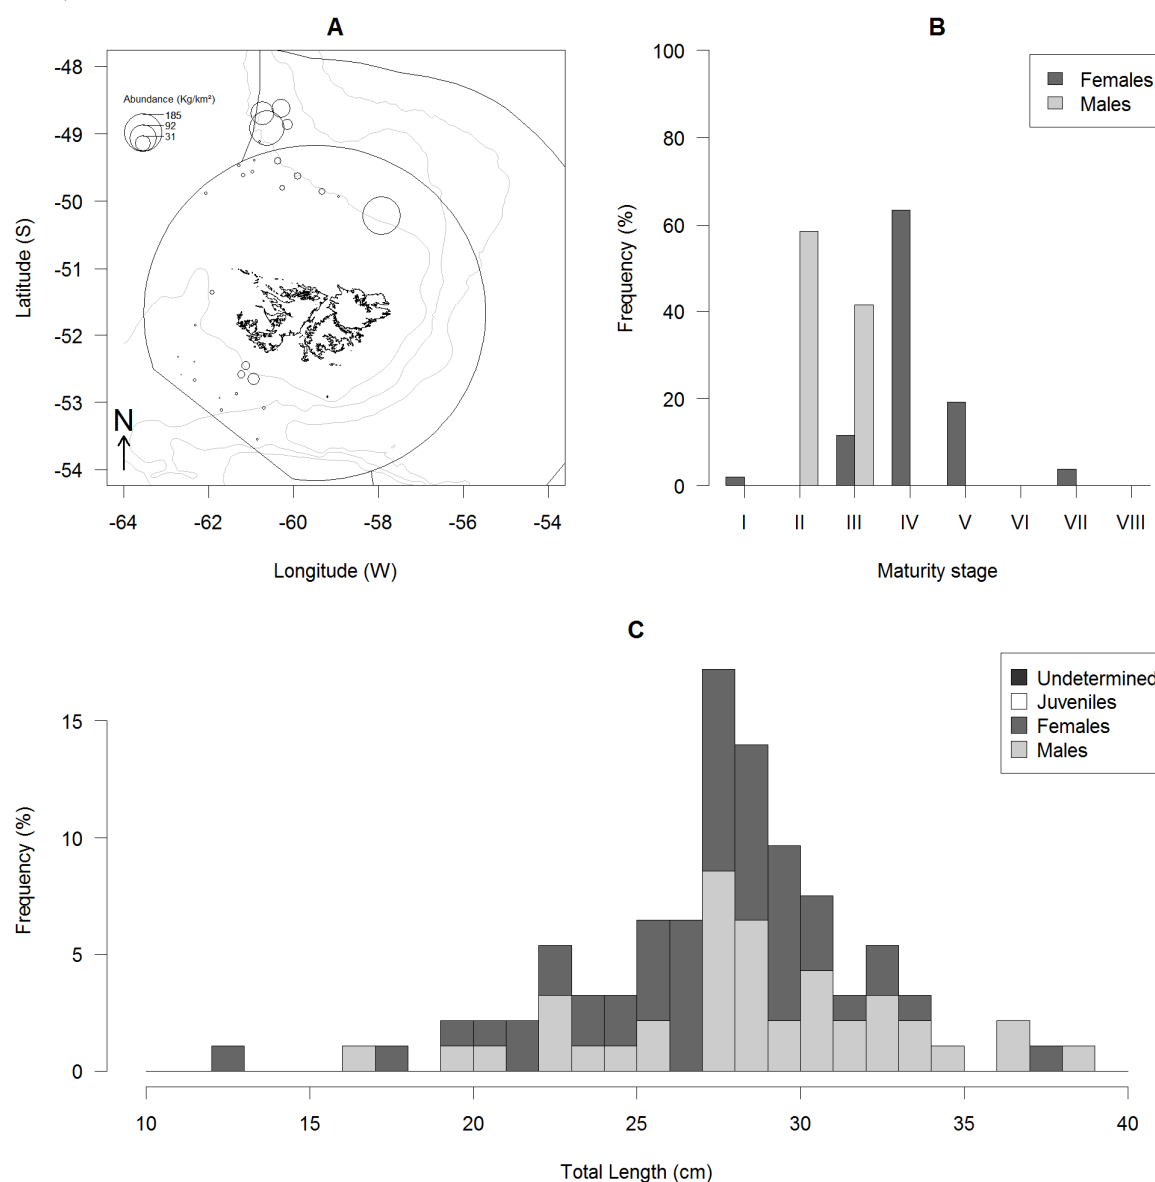 A
-48
-49
-50
-51
-52
-53
-54
Latitude (S)
Abundance (Kg/km²)
185
92
31
N
-64
-62
-60
-58
-56
-54
Longitude (W)
B
100
80
60
40
20
0
Frequency (%)
Females
Males
I
II
III
IV
V
VI
VII
VIII
Maturity stage
C
15
10
5
0
Frequency (%)
Undetermined
Juveniles
Females
Males
10
15
20
25
30
35
40
Total Length (cm)